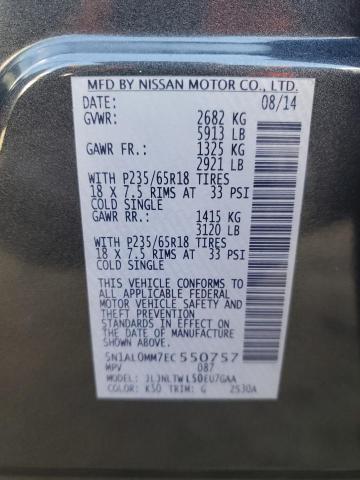 MFD BY NISSAN MOTOR CO., LTD.
DATE: 08/14
GVWR: 2682 KG
5913 LB
GAWR FR.: 1325 KG
2921 LB
WITH P235/65R18 TIRES
18 X 7.5 RIMS AT 33 PSI
COLD SINGLE
GAWR RR.: 1415 KG
3120 LB
WITH P235/65R18 TIRES
18 X 7.5 RIMS AT 33 PSI
COLD SINGLE
THIS VEHICLE CONFORMS TO
ALL APPLICABLE FEDERAL
MOTOR VEHICLE SAFETY AND
THEFT PREVENTION
STANDARDS IN EFFECT ON
THE DATE OF MANUFACTURE
SHOWN ABOVE.
5N1AL0MM7EC550757
MPV 087
MODEL: JLJNLTWL50EU7GAA
COLOR: K50 TRIM: G 2530A